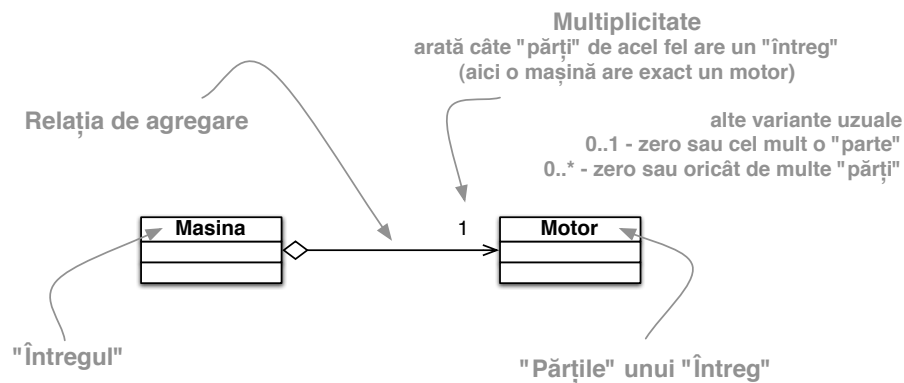 Multiplicitate
arată câte "părți" de acel fel are un "întreg"
(aici o mașină are exact un motor)
Relația de agregare
alte variante uzuale
0..1 - zero sau cel mult o "parte"
0..* - zero sau oricât de multe "părți"
Masina
1
Motor
"Întregul"
"Părțile" unui "Întreg"